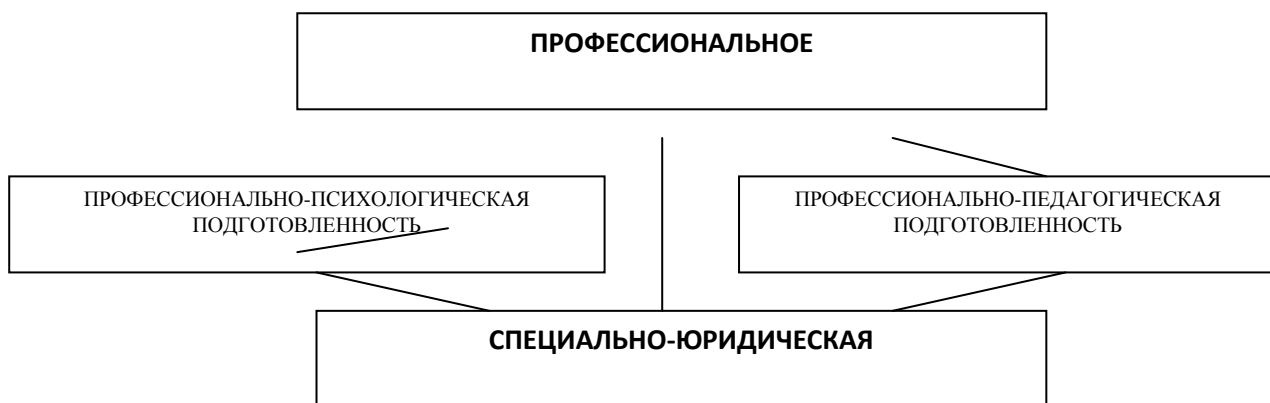 ПРОФЕССИОНАЛЬНОЕ
ПРОФЕССИОНАЛЬНО-ПСИХОЛОГИЧЕСКАЯ
ПОДГОТОВЛЕННОСТЬ
ПРОФЕССИОНАЛЬНО-ПЕДАГОГИЧЕСКАЯ
ПОДГОТОВЛЕННОСТЬ
СПЕЦИАЛЬНО-ЮРИДИЧЕСКАЯ